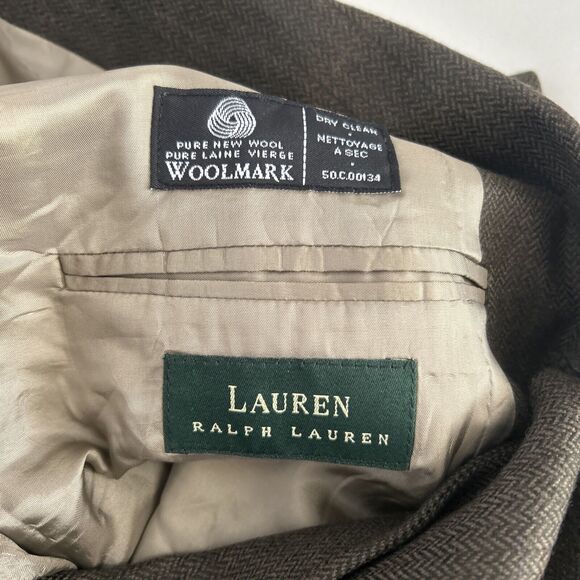 PURE NEW WOOL
PURE LAINE VIERGE
WOOLMARK
DRY CLEAN
•
NETTOYAGE
À SEC
•
50.C.00134
LAUREN
RALPH LAUREN